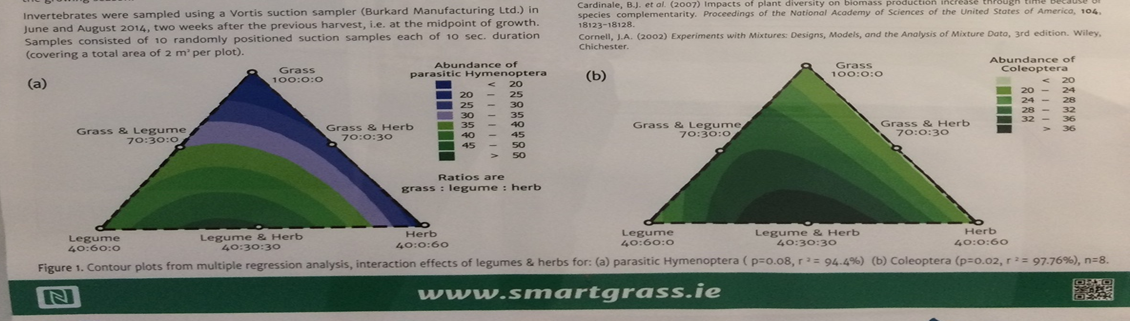 Invertebrates were sampled using a Vortis suction sampler (Burkard Manufacturing Ltd.) in
June and August 2014, two weeks after the previous harvest, i.e. at the midpoint of growth.
Samples consisted of 10 randomly positioned suction samples each of 10 sec. duration
(covering a total area of 2 m² per plot).
Cardinale, B.J. et al. (2007) Impacts of plant diversity on biomass production increase through time because of
species complementarity. Proceedings of the National Academy of Sciences of the United States of America, 104,
18123-18128.
Cornell, J.A. (2002) Experiments with Mixtures: Designs, Models, and the Analysis of Mixture Data, 3rd edition. Wiley,
Chichester.
(a)
Grass
100:0:0
Grass & Legume
70:30:0
Grass & Herb
70:0:30
Legume
40:60:0
Legume & Herb
40:30:30
Herb
40:0:60
Abundance of
parasitic Hymenoptera
< 20
20 – 25
25 – 30
30 – 35
35 – 40
40 – 45
45 – 50
> 50
Ratios are
grass : legume : herb
(b)
Grass
100:0:0
Grass & Legume
70:30:0
Grass & Herb
70:0:30
Legume
40:60:0
Legume & Herb
40:30:30
Herb
40:0:60
Abundance of
Coleoptera
< 20
20 – 24
24 – 28
28 – 32
32 – 36
> 36
Figure 1. Contour plots from multiple regression analysis, interaction effects of legumes & herbs for: (a) parasitic Hymenoptera ( p=0.08, r ²= 94.4%) (b) Coleoptera (p=0.02, r ²= 97.76%), n=8.
www.smartgrass.ie